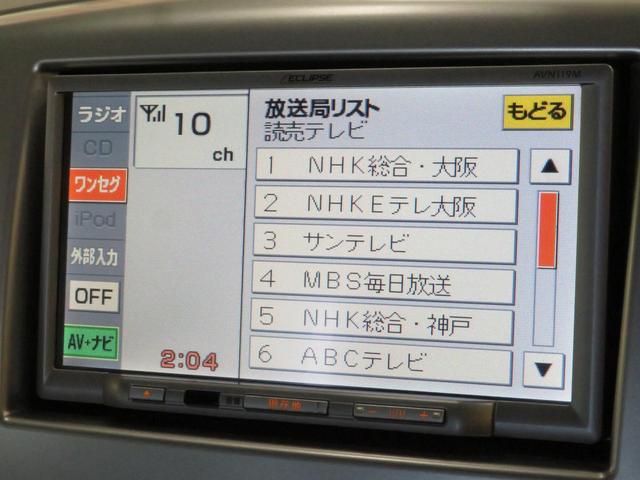 ECLIPSE
AVN119M
ラジオ
CD
ワンセグ
iPod
外部入力
OFF
AV+ナビ
10
ch
2:04
放送局リスト
読売テレビ
もどる
1 NHK総合・大阪
2 NHKEテレ大阪
3 サンテレビ
4 MBS毎日放送
5 NHK総合・神戸
6 ABCテレビ
現在地